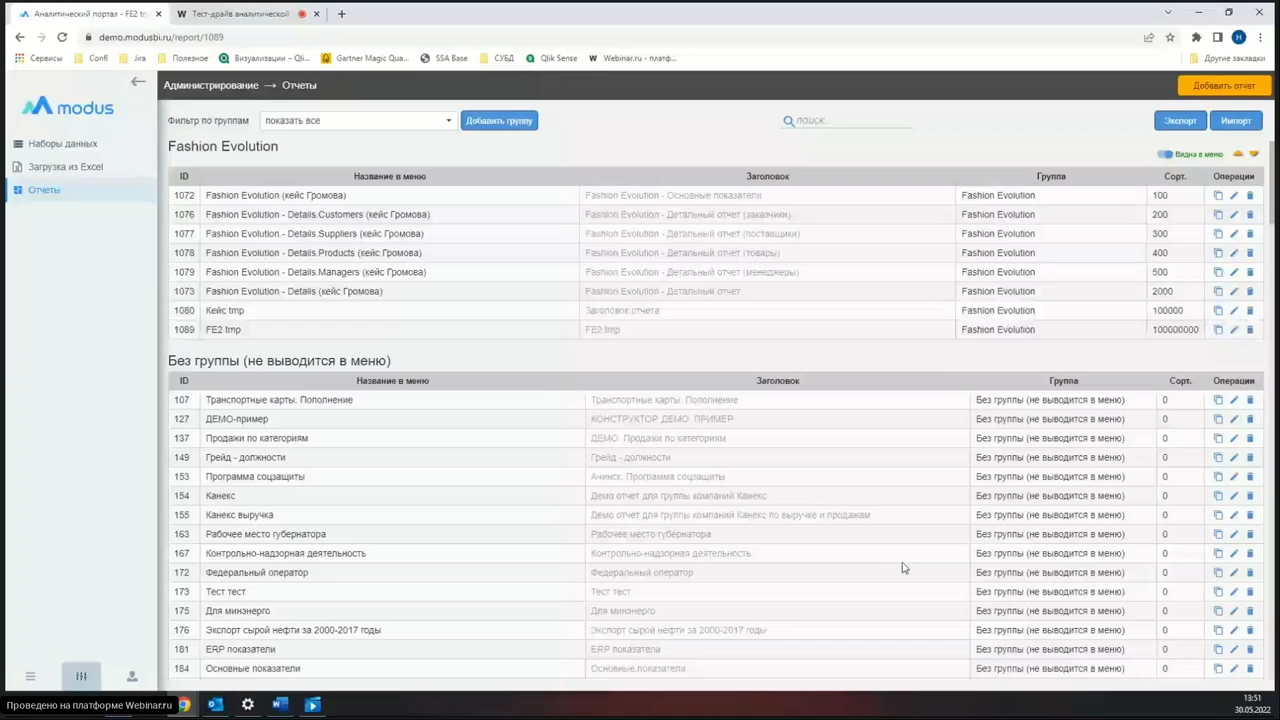 Аналитический портал - FE2 tm
Тест-драйв аналитической
demo.modusbi.ru/report/1089
Сервисы Confl Jira Полезное Визуализации – Qli... Gartner Magic Qua... SSA Base СУБД Qlik Sense Webinar.ru - платф... Другие закладки
modus
Наборы данных
Загрузка из Excel
Отчеты
Администрирование → Отчеты
Добавить отчет
Фильтр по группам показать все Добавить группу поиск... Экспорт Импорт
Fashion Evolution
Видна в меню
ID Название в меню Заголовок Группа Сорт. Операции
1072 Fashion Evolution (кейс Громова) Fashion Evolution - Основные показатели Fashion Evolution 100
1076 Fashion Evolution - Details.Customers (кейс Громова) Fashion Evolution - Детальный отчет (заказчики) Fashion Evolution 200
1077 Fashion Evolution - Details.Suppliers (кейс Громова) Fashion Evolution - Детальный отчет (поставщики) Fashion Evolution 300
1078 Fashion Evolution - Details.Products (кейс Громова) Fashion Evolution - Детальный отчет (товары) Fashion Evolution 400
1079 Fashion Evolution - Details.Managers (кейс Громова) Fashion Evolution - Детальный отчет (менеджеры) Fashion Evolution 500
1073 Fashion Evolution - Details (кейс Громова) Fashion Evolution - Детальный отчет Fashion Evolution 2000
1080 Кейс tmp Заголовок отчета Fashion Evolution 100000
1089 FE2 tmp FE2 tmp Fashion Evolution 100000000
Без группы (не выводится в меню)
ID Название в меню Заголовок Группа Сорт. Операции
107 Транспортные карты. Пополнение Транспортные карты. Пополнение Без группы (не выводится в меню) 0
127 ДЕМО-пример КОНСТРУКТОР ДЕМО ПРИМЕР Без группы (не выводится в меню) 0
137 Продажи по категориям ДЕМО Продажи по категориям Без группы (не выводится в меню) 0
149 Грейд - должности Грейд - должности Без группы (не выводится в меню) 0
153 Программа соцзащиты Ачинск. Программа соцзащиты Без группы (не выводится в меню) 0
154 Канекс Демо отчет для группы компаний Канекс Без группы (не выводится в меню) 0
155 Канекс выручка Демо отчет для группы компаний Канекс по выручке и продажам Без группы (не выводится в меню) 0
163 Рабочее место губернатора Рабочее место губернатора Без группы (не выводится в меню) 0
167 Контрольно-надзорная деятельность Контрольно-надзорная деятельность Без группы (не выводится в меню) 0
172 Федеральный оператор Федеральный оператор Без группы (не выводится в меню) 0
173 Тест тест Тест тест Без группы (не выводится в меню) 0
175 Для минэнерго Для минэнерго Без группы (не выводится в меню) 0
176 Экспорт сырой нефти за 2000-2017 годы Экспорт сырой нефти за 2000-2017 годы Без группы (не выводится в меню) 0
181 ERP показатели ERP показатели Без группы (не выводится в меню) 0
184 Основные показатели Основные показатели Без группы (не выводится в меню) 0
Проведено на платформе Webinar.ru
13:51
30.05.2022